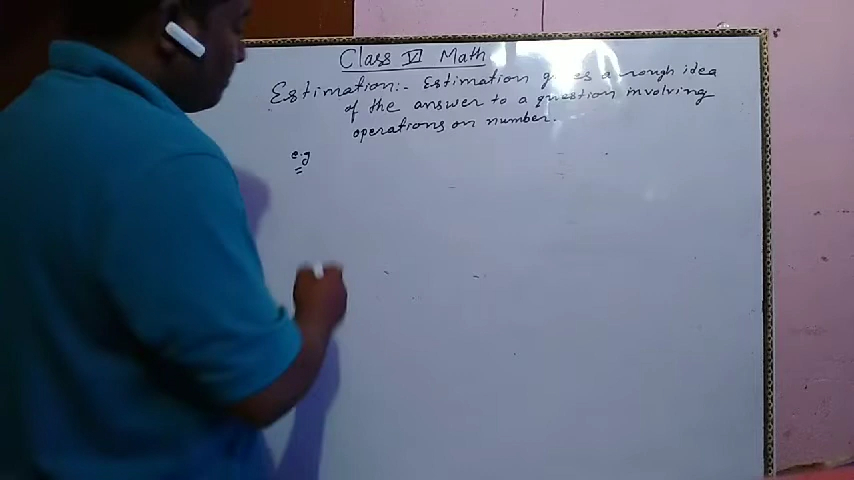 Class VI Math
Estimation:- Estimation gives a rough idea
of the answer to a question involving
operations on number.
e.g